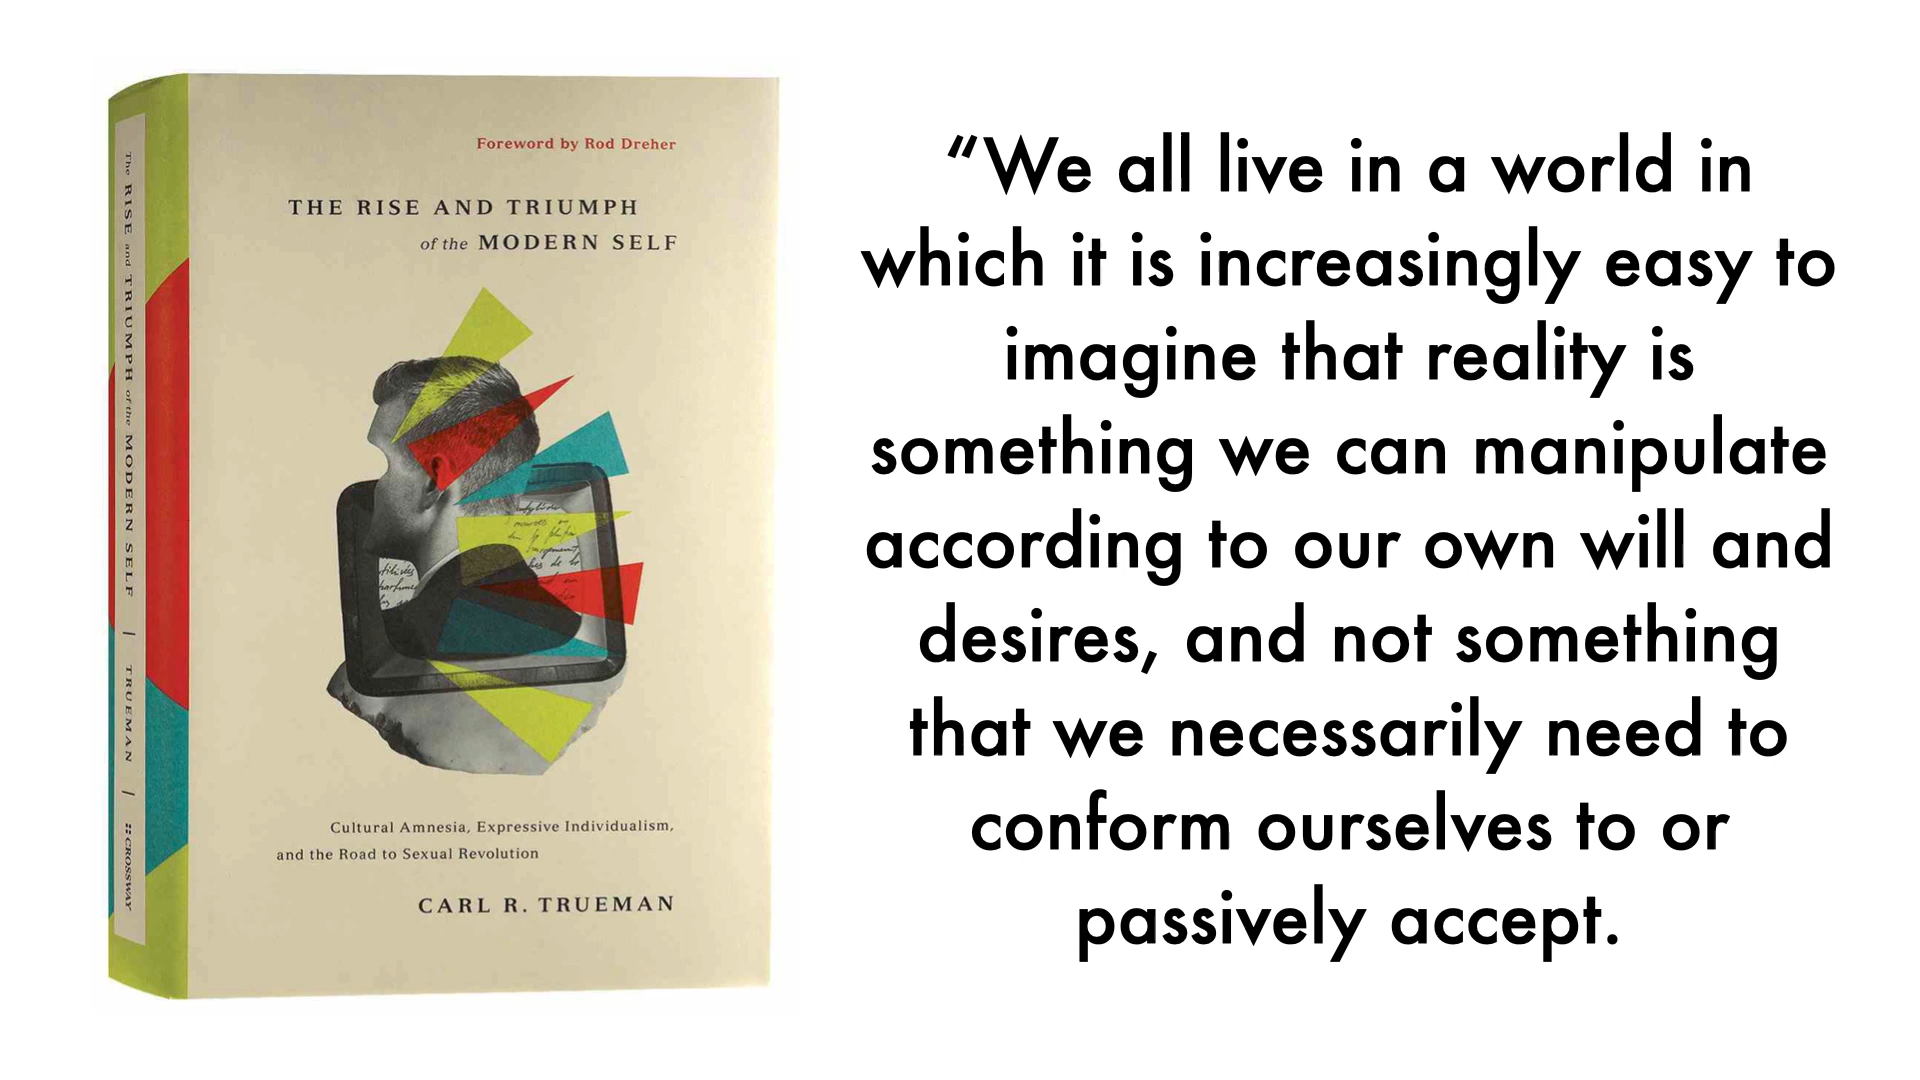 The RISE and TRIUMPH of the MODERN SELF | TRUEMAN | ::CROSSWAY
Foreword by Rod Dreher
THE RISE AND TRIUMPH
of the MODERN SELF
Cultural Amnesia, Expressive Individualism,
and the Road to Sexual Revolution
CARL R. TRUEMAN
“We all live in a world in
which it is increasingly easy to
imagine that reality is
something we can manipulate
according to our own will and
desires, and not something
that we necessarily need to
conform ourselves to or
passively accept.